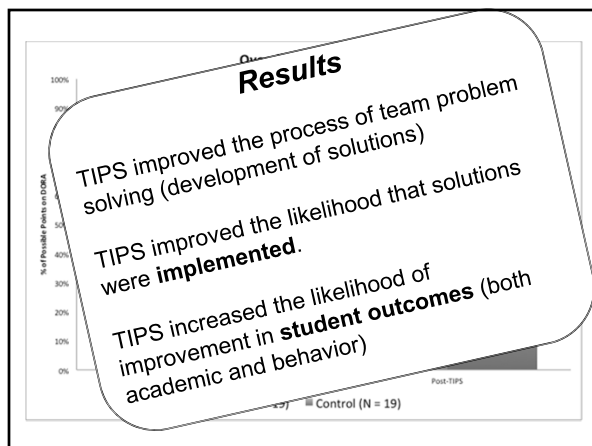 Results
TIPS improved the process of team problem
solving (development of solutions)
TIPS improved the likelihood that solutions
were implemented.
TIPS increased the likelihood of
improvement in student outcomes (both
academic and behavior)
100%
90%
50%
40%
30%
20%
10%
0%
% of Possible Points on DORA
Post-TIPS
Control (N = 19)